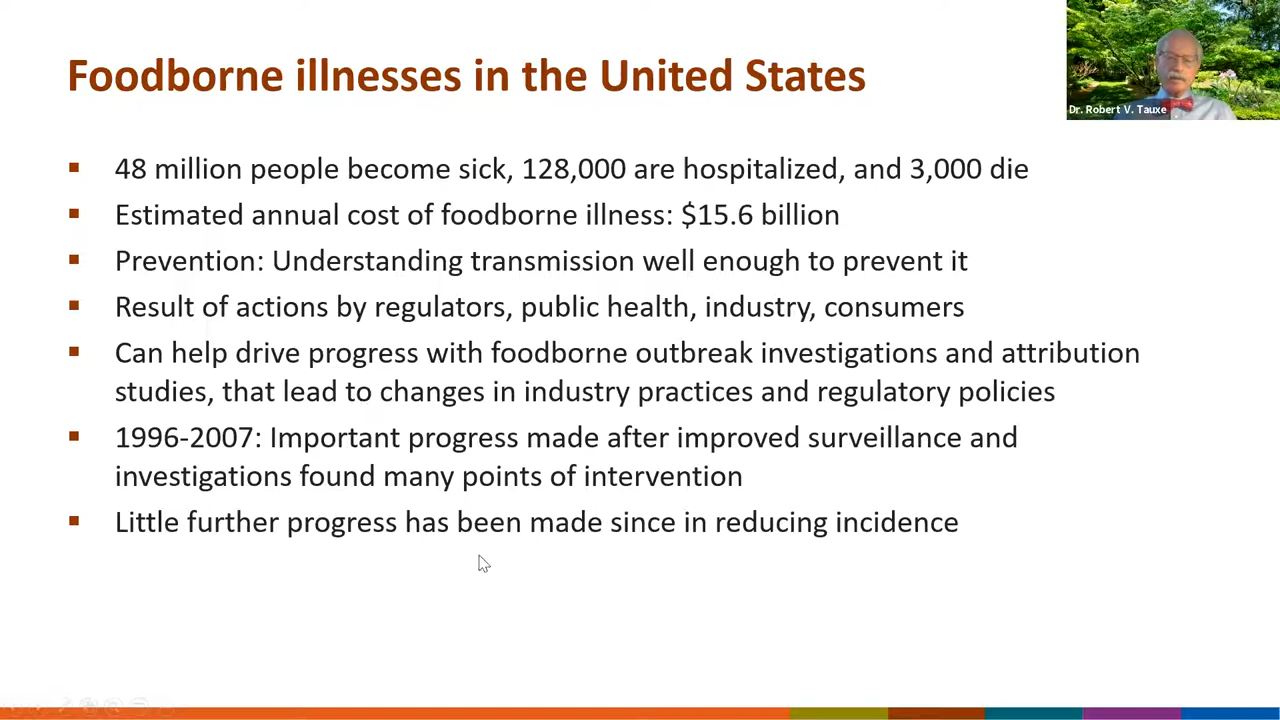 Foodborne illnesses in the United States
Dr. Robert V. Tauxe
▪ 48 million people become sick, 128,000 are hospitalized, and 3,000 die
▪ Estimated annual cost of foodborne illness: $15.6 billion
▪ Prevention: Understanding transmission well enough to prevent it
▪ Result of actions by regulators, public health, industry, consumers
▪ Can help drive progress with foodborne outbreak investigations and attribution
studies, that lead to changes in industry practices and regulatory policies
▪ 1996-2007: Important progress made after improved surveillance and
investigations found many points of intervention
▪ Little further progress has been made since in reducing incidence